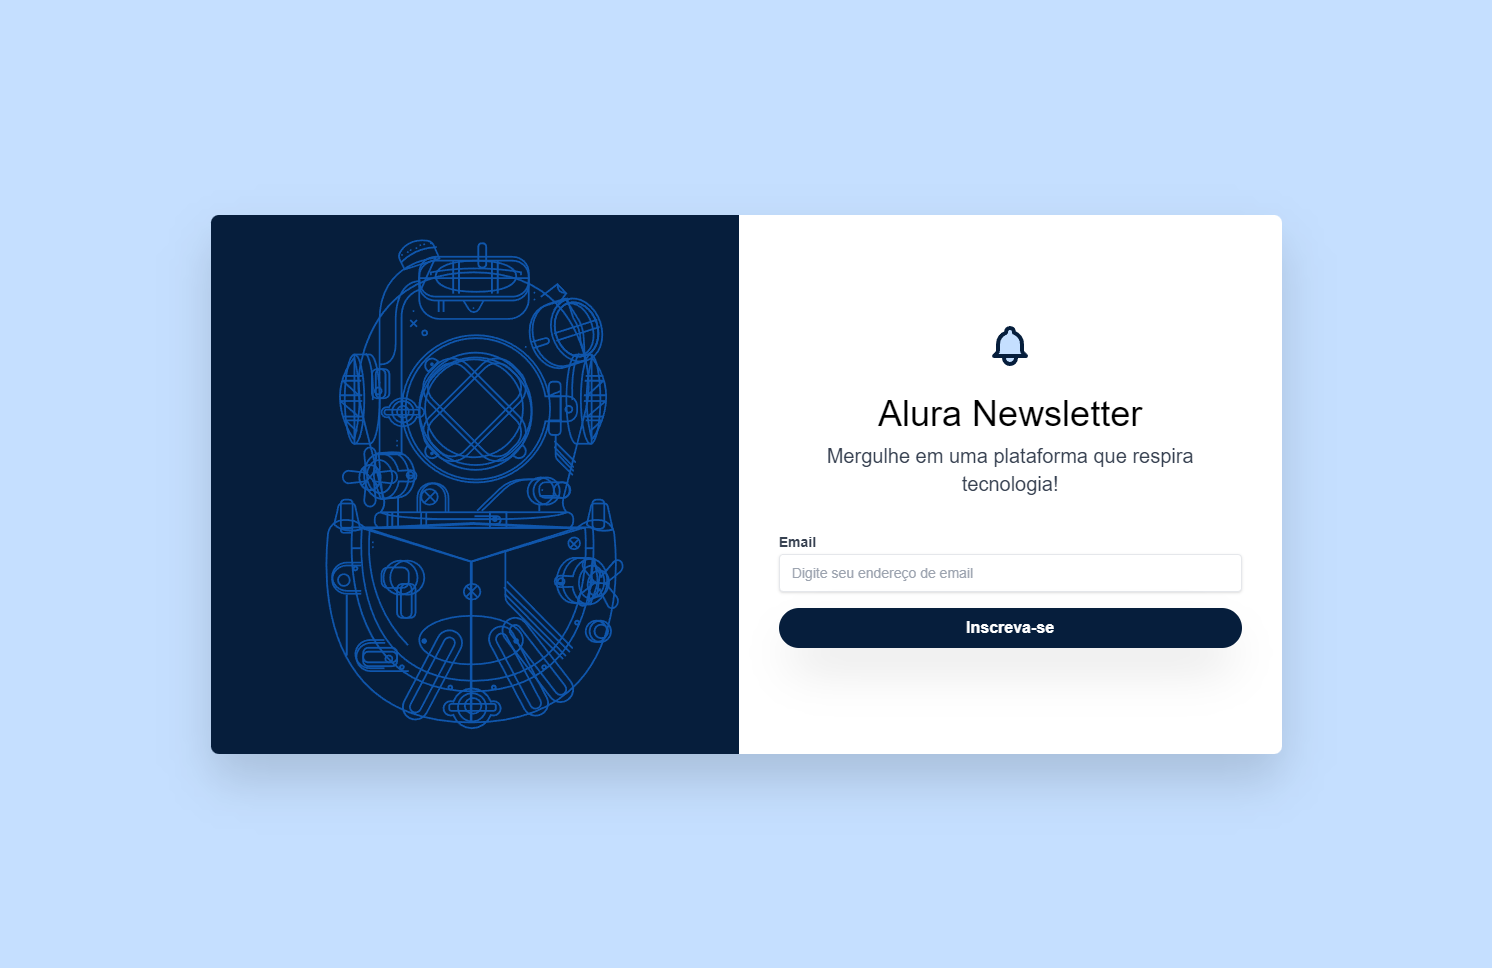 Alura Newsletter
Mergulhe em uma plataforma que respira
tecnologia!
Email
Digite seu endereço de email
Inscreva-se